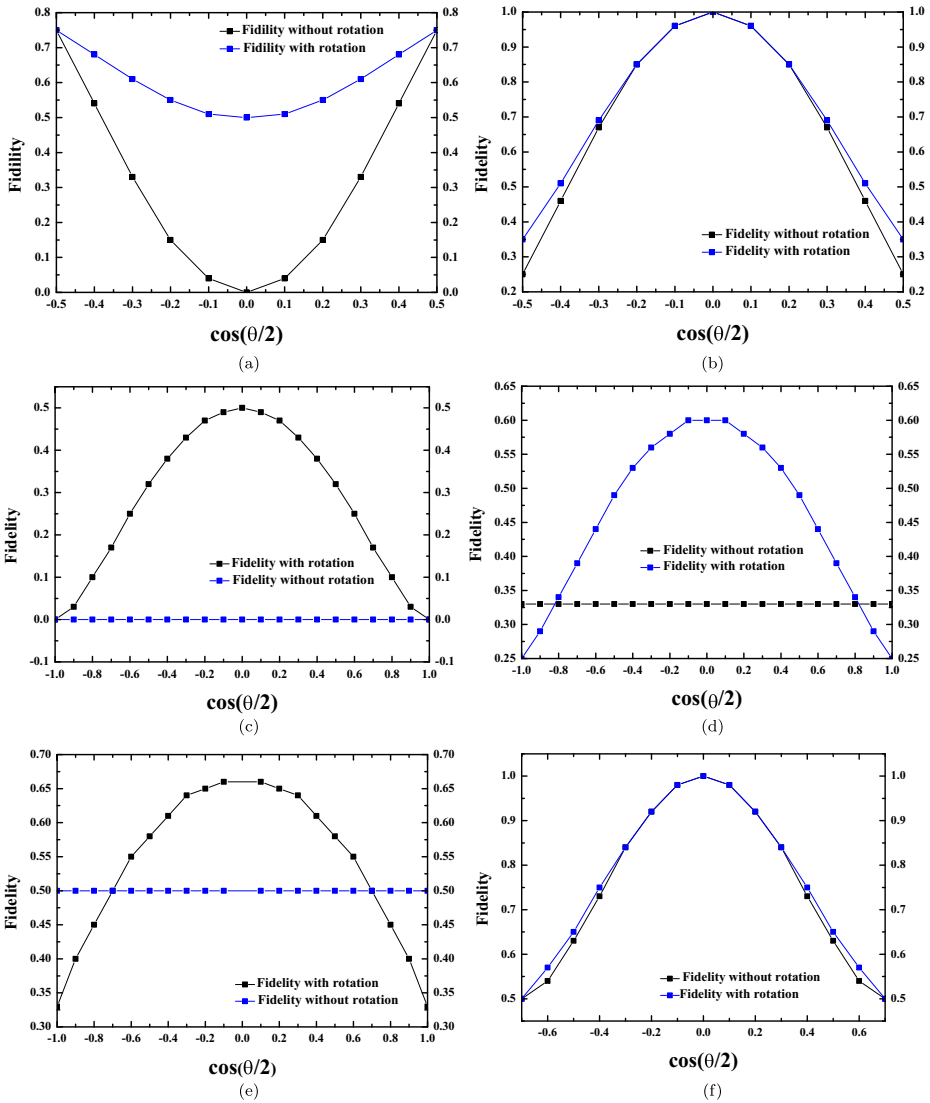 0.8
0.7
0.6
0.5
0.4
0.3
0.2
0.1
0.0
Fidility
Fidility without rotation
Fidility with rotation
0.8
0.7
0.6
0.5
0.4
0.3
0.2
0.1
0.0
-0.5 -0.4 -0.3 -0.2 -0.1 0.0 0.1 0.2 0.3 0.4 0.5
cos(θ/2)
(a)
1.0
0.9
0.8
0.7
0.6
0.5
0.4
0.3
0.2
Fidelity
Fidelity without rotation
Fidelity with rotation
1.0
0.9
0.8
0.7
0.6
0.5
0.4
0.3
0.2
-0.5 -0.4 -0.3 -0.2 -0.1 0.0 0.1 0.2 0.3 0.4 0.5
cos(θ/2)
(b)
0.5
0.4
0.3
0.2
0.1
0.0
-0.1
Fidelity
Fidelity with rotation
Fidelity without rotation
0.5
0.4
0.3
0.2
0.1
0.0
-0.1
-1.0 -0.8 -0.6 -0.4 -0.2 0.0 0.2 0.4 0.6 0.8 1.0
cos(θ/2)
(c)
0.65
0.60
0.55
0.50
0.45
0.40
0.35
0.30
0.25
Fidelity
Fidelity without rotation
Fidelity with rotation
0.65
0.60
0.55
0.50
0.45
0.40
0.35
0.30
0.25
-1.0 -0.8 -0.6 -0.4 -0.2 0.0 0.2 0.4 0.6 0.8 1.0
cos(θ/2)
(d)
0.70
0.65
0.60
0.55
0.50
0.45
0.40
0.35
0.30
Fidelity
Fidelity with rotation
Fidelity without rotation
0.70
0.65
0.60
0.55
0.50
0.45
0.40
0.35
0.30
-1.0 -0.8 -0.6 -0.4 -0.2 0.0 0.2 0.4 0.6 0.8 1.0
cos(θ/2)
(e)
1.0
0.9
0.8
0.7
0.6
0.5
Fidelity
Fidelity without rotation
Fidelity with rotation
1.0
0.9
0.8
0.7
0.6
0.5
-0.6 -0.4 -0.2 0.0 0.2 0.4 0.6
cos(θ/2)
(f)